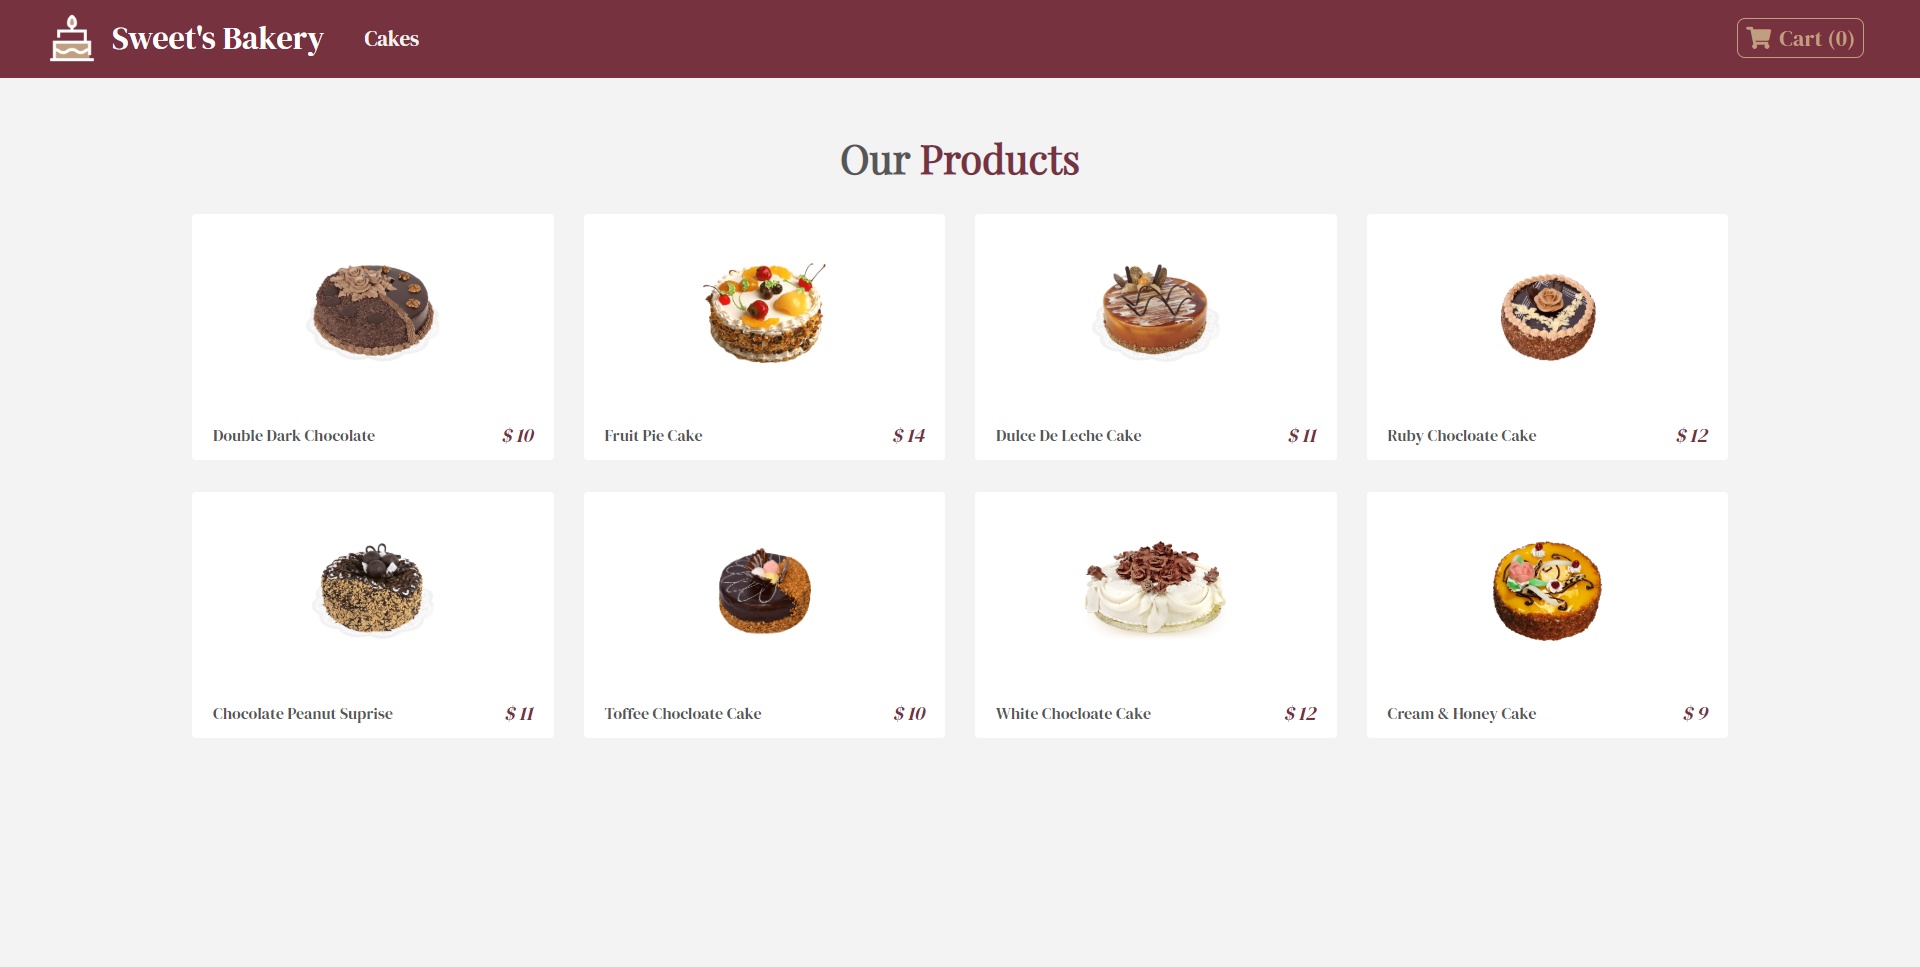 Sweet's Bakery Cakes Cart (0)
Our Products
Double Dark Chocolate $ 10
Fruit Pie Cake $ 14
Dulce De Leche Cake $ 11
Ruby Chocloate Cake $ 12
Chocolate Peanut Suprise $ 11
Toffee Chocloate Cake $ 10
White Chocloate Cake $ 12
Cream & Honey Cake $ 9